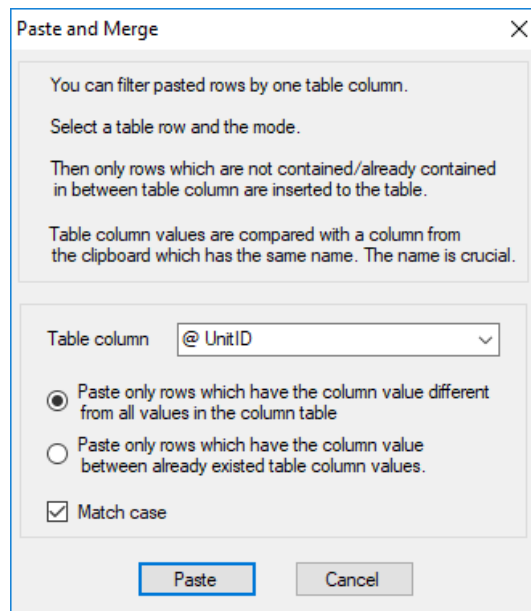 Paste and Merge
You can filter pasted rows by one table column.
Select a table row and the mode.
Then only rows which are not contained/already contained
in between table column are inserted to the table.
Table column values are compared with a column from
the clipboard which has the same name. The name is crucial.
Table column
@ UnitID
Paste only rows which have the column value different
from all values in the column table
Paste only rows which have the column value
between already existed table column values.
Match case
Paste
Cancel